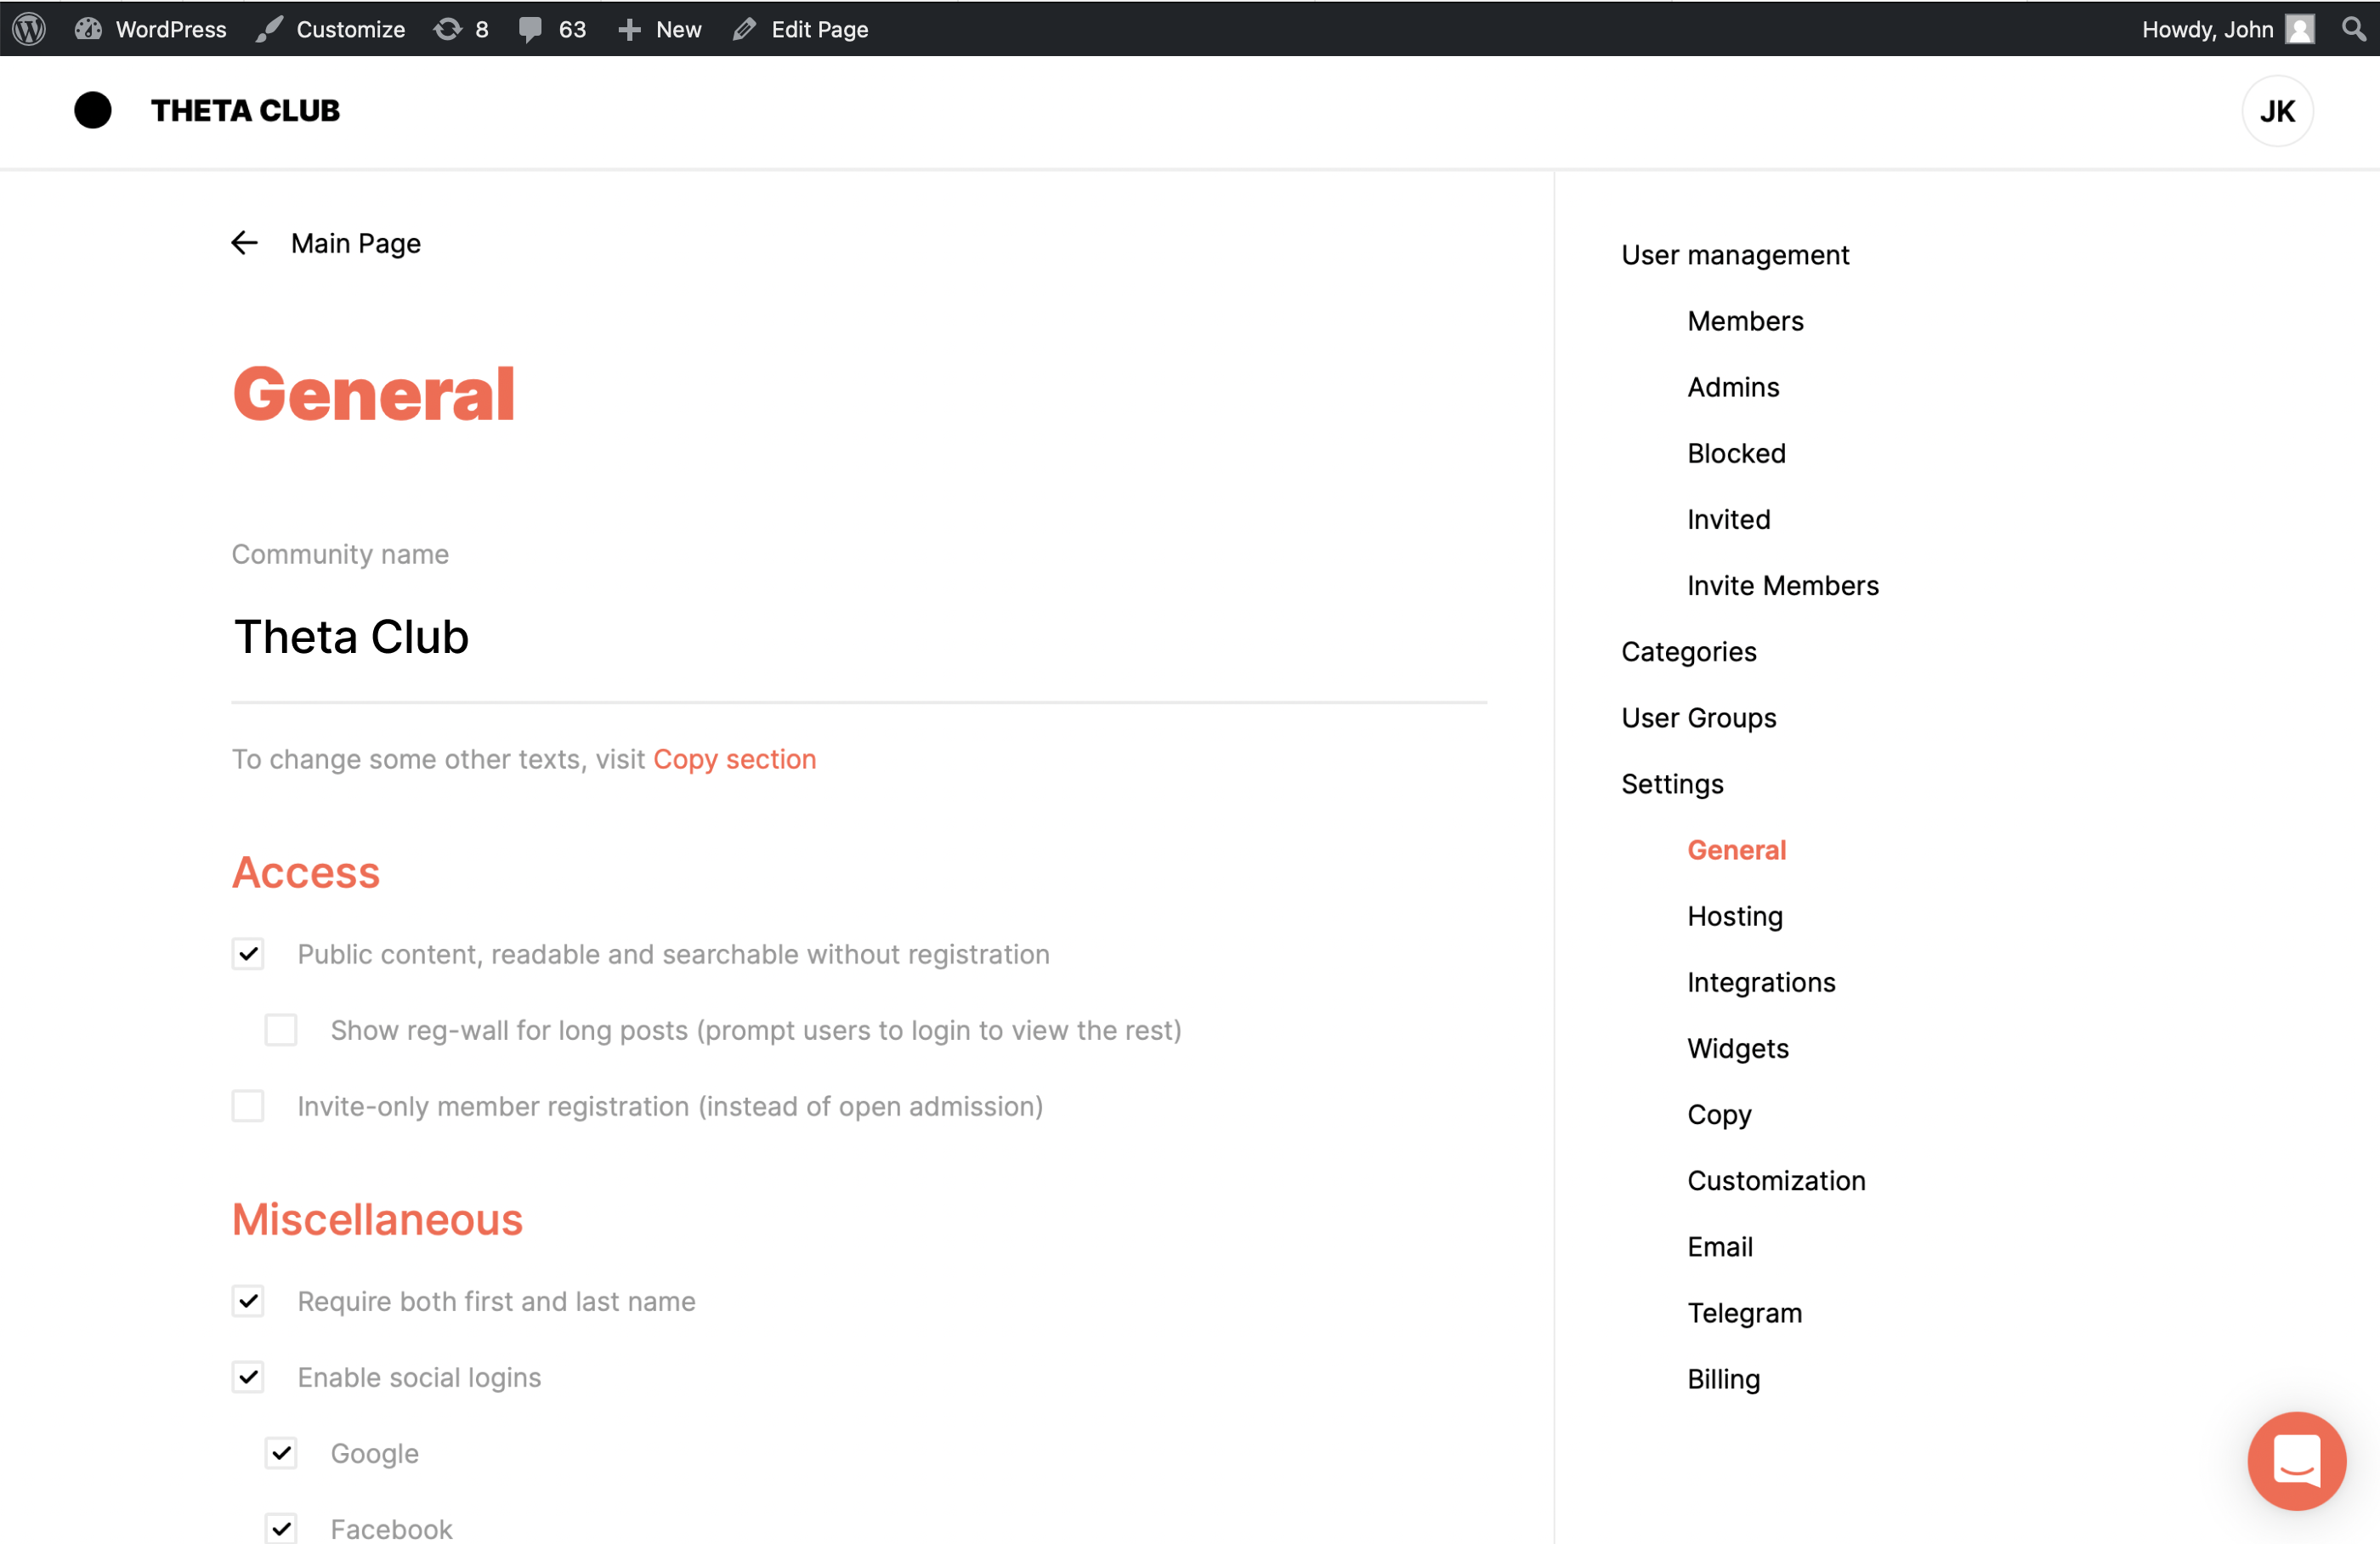 WordPress Customize 8 63 New Edit Page Howdy, John
THETA CLUB JK
Main Page
General
Community name
Theta Club
To change some other texts, visit Copy section
Access
Public content, readable and searchable without registration
Show reg-wall for long posts (prompt users to login to view the rest)
Invite-only member registration (instead of open admission)
Miscellaneous
Require both first and last name
Enable social logins
Google
Facebook
User management
Members
Admins
Blocked
Invited
Invite Members
Categories
User Groups
Settings
General
Hosting
Integrations
Widgets
Copy
Customization
Email
Telegram
Billing